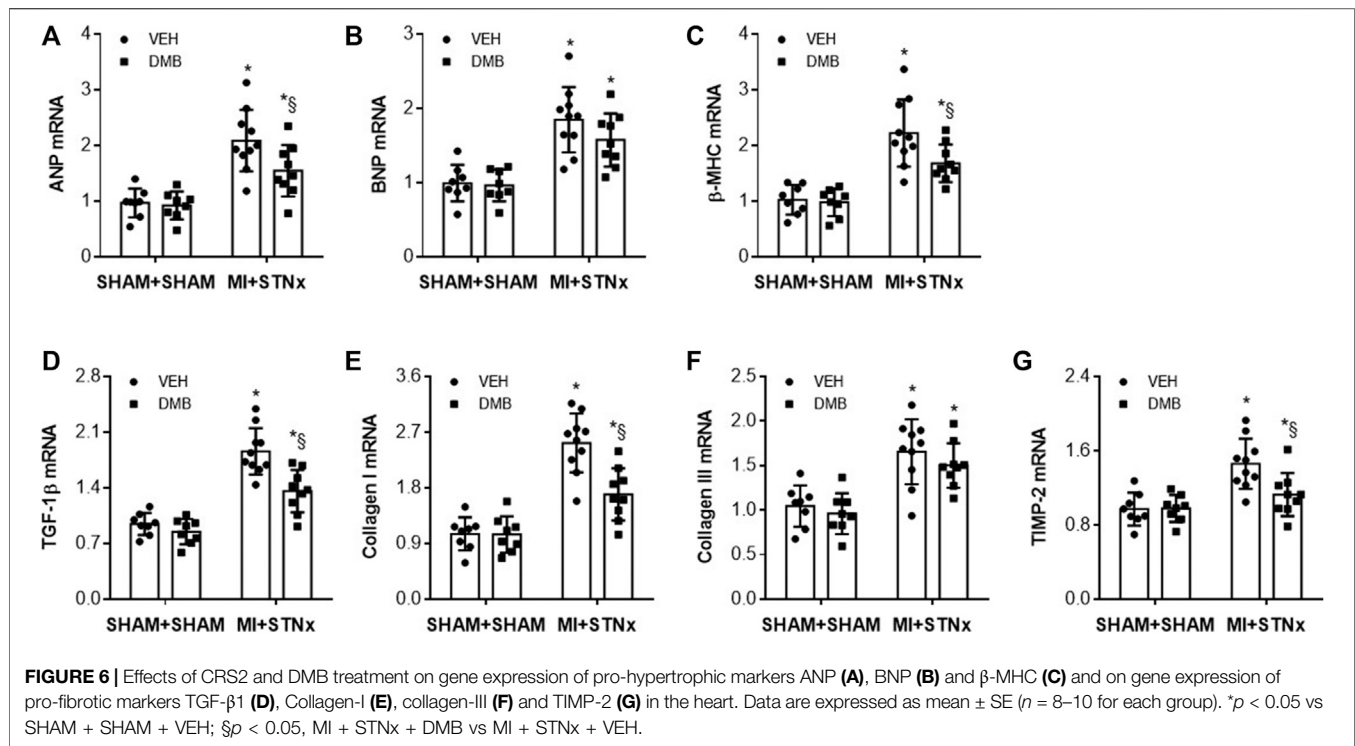 A
VEH
DMB
ANP mRNA
4
3
2
1
0
*
*§
SHAM+SHAM
MI+STNx
B
VEH
DMB
BNP mRNA
3
2
1
0
*
*
SHAM+SHAM
MI+STNx
C
VEH
DMB
β-MHC mRNA
4
3
2
1
0
*
*§
SHAM+SHAM
MI+STNx
D
VEH
DMB
TGF-1β mRNA
2.8
2.1
1.4
0.7
0.0
*
*§
SHAM+SHAM
MI+STNx
E
VEH
DMB
Collagen I mRNA
3.6
2.7
1.8
0.9
0.0
*
*§
SHAM+SHAM
MI+STNx
F
VEH
DMB
Collagen III mRNA
2.5
2.0
1.5
1.0
0.5
0.0
*
*
SHAM+SHAM
MI+STNx
G
VEH
DMB
TIMP-2 mRNA
2.4
1.6
0.8
0.0
*
*§
SHAM+SHAM
MI+STNx
FIGURE 6 | Effects of CRS2 and DMB treatment on gene expression of pro-hypertrophic markers ANP (A), BNP (B) and β-MHC (C) and on gene expression of
pro-fibrotic markers TGF-β1 (D), Collagen-I (E), collagen-III (F) and TIMP-2 (G) in the heart. Data are expressed as mean ± SE (n = 8–10 for each group). *p < 0.05 vs
SHAM + SHAM + VEH; §p < 0.05, MI + STNx + DMB vs MI + STNx + VEH.